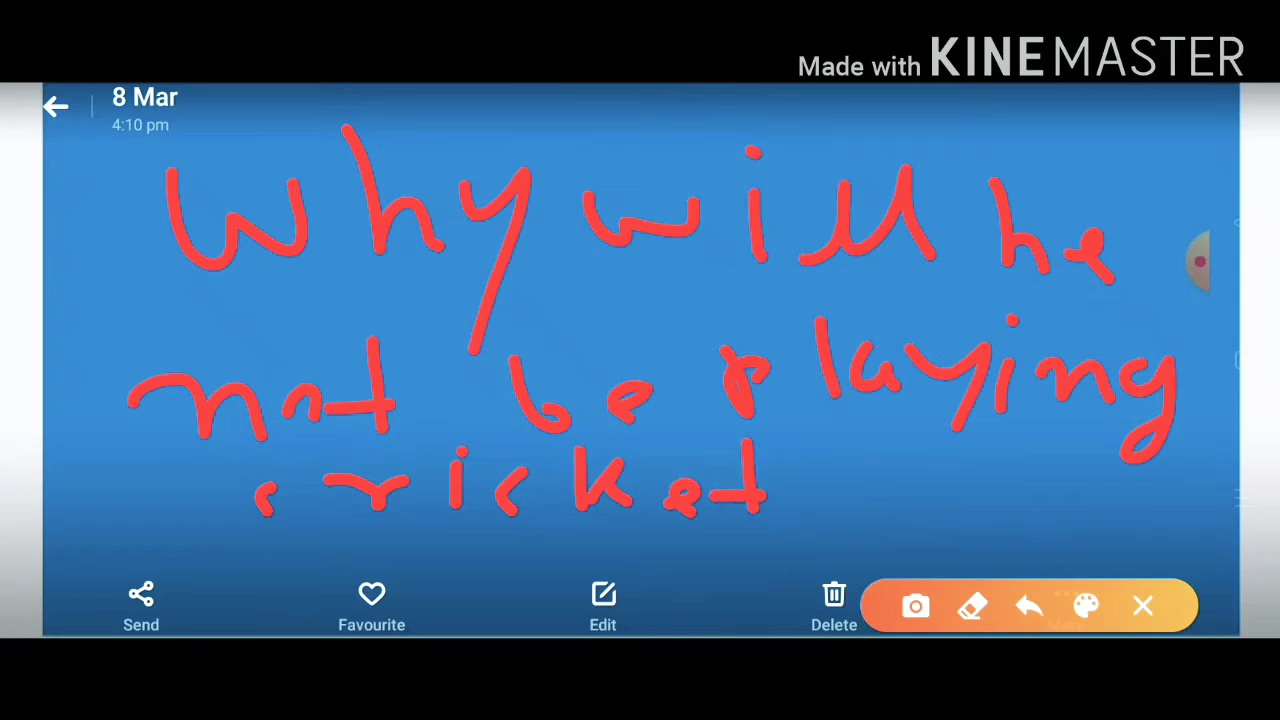 Made with KINEMASTER
8 Mar
4:10 pm
Why will he
not be playing
cricket
Send Favourite Edit Delete